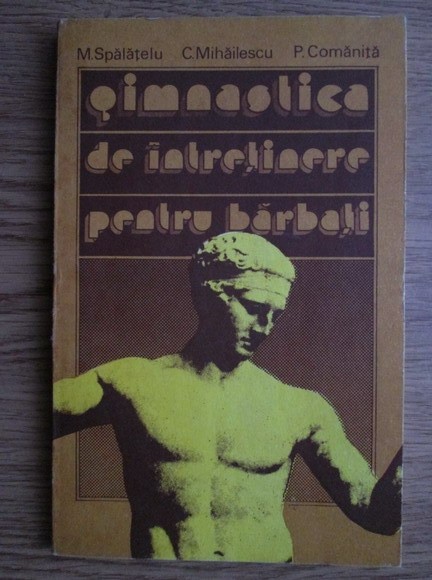 M. Spălățelu C. Mihăilescu P. Comăniță
gimnastica
de întreținere
pentru bărbați